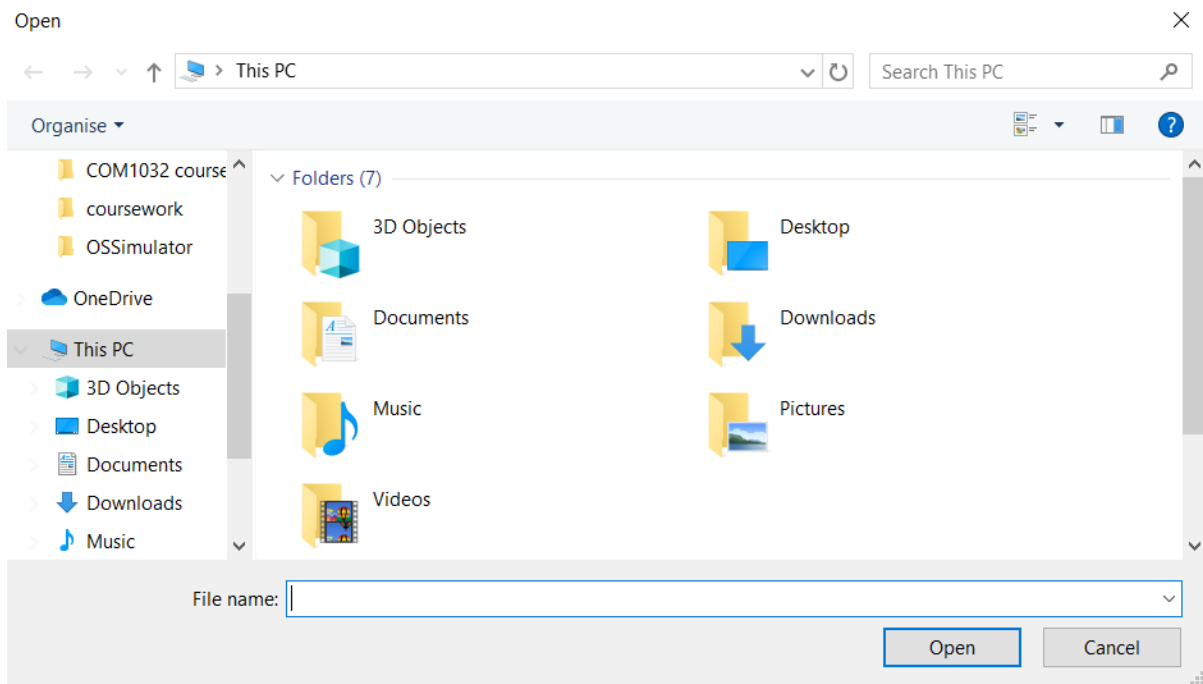 Open
This PC
Search This PC
Organise
?
COM1032 course
coursework
OSSimulator
OneDrive
This PC
3D Objects
Desktop
Documents
Downloads
Music
Folders (7)
3D Objects
Desktop
Documents
Downloads
Music
Pictures
Videos
File name:
Open
Cancel